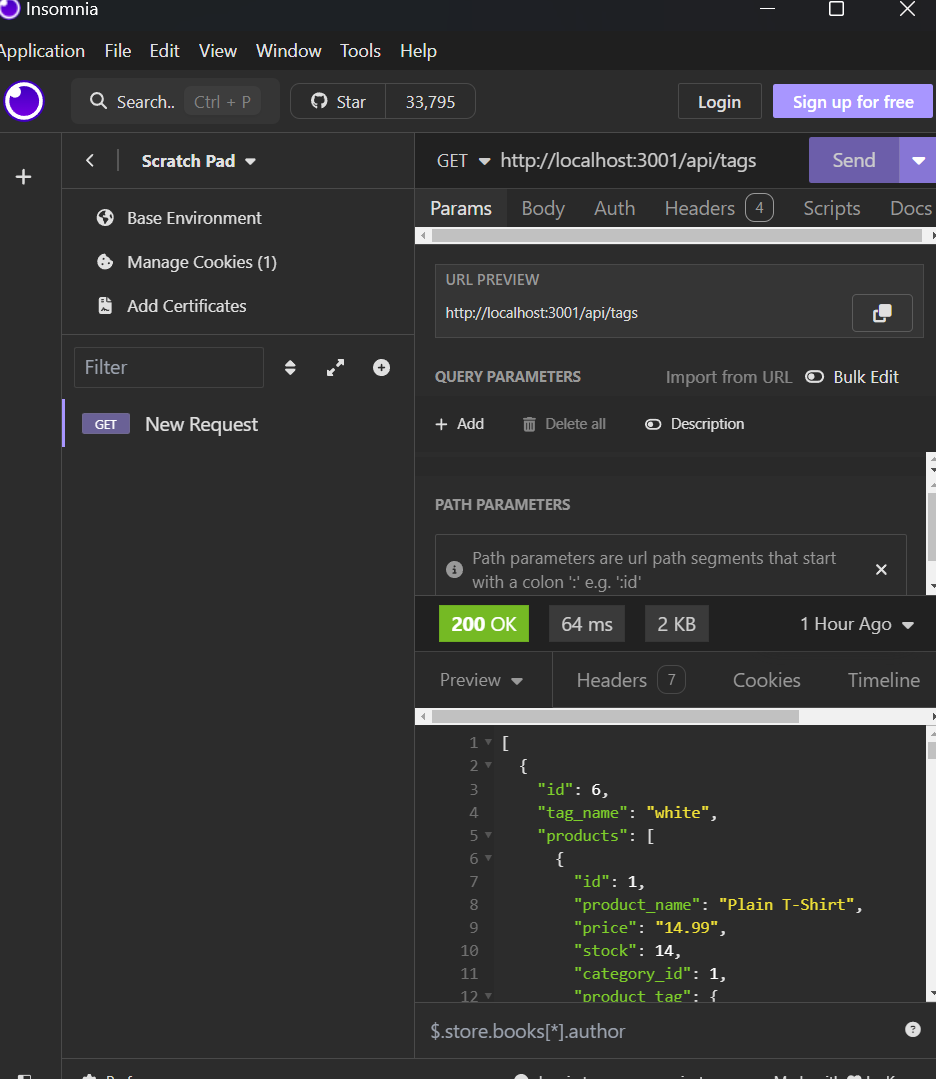 Insomnia
Application File Edit View Window Tools Help
Search.. Ctrl + P Star 33,795 Login Sign up for free
Scratch Pad
Base Environment
Manage Cookies (1)
Add Certificates
Filter
GET New Request
GET http://localhost:3001/api/tags Send
Params Body Auth Headers 4 Scripts Docs
URL PREVIEW
http://localhost:3001/api/tags
QUERY PARAMETERS Import from URL Bulk Edit
+ Add Delete all Description
PATH PARAMETERS
Path parameters are url path segments that start
with a colon ':' e.g. ':id'
200 OK 64 ms 2 KB 1 Hour Ago
Preview Headers 7 Cookies Timeline
1 [
2 {
3 "id": 6,
4 "tag_name": "white",
5 "products": [
6 {
7 "id": 1,
8 "product_name": "Plain T-Shirt",
9 "price": "14.99",
10 "stock": 14,
11 "category_id": 1,
12 "product_tag": {
$.store.books[*].author